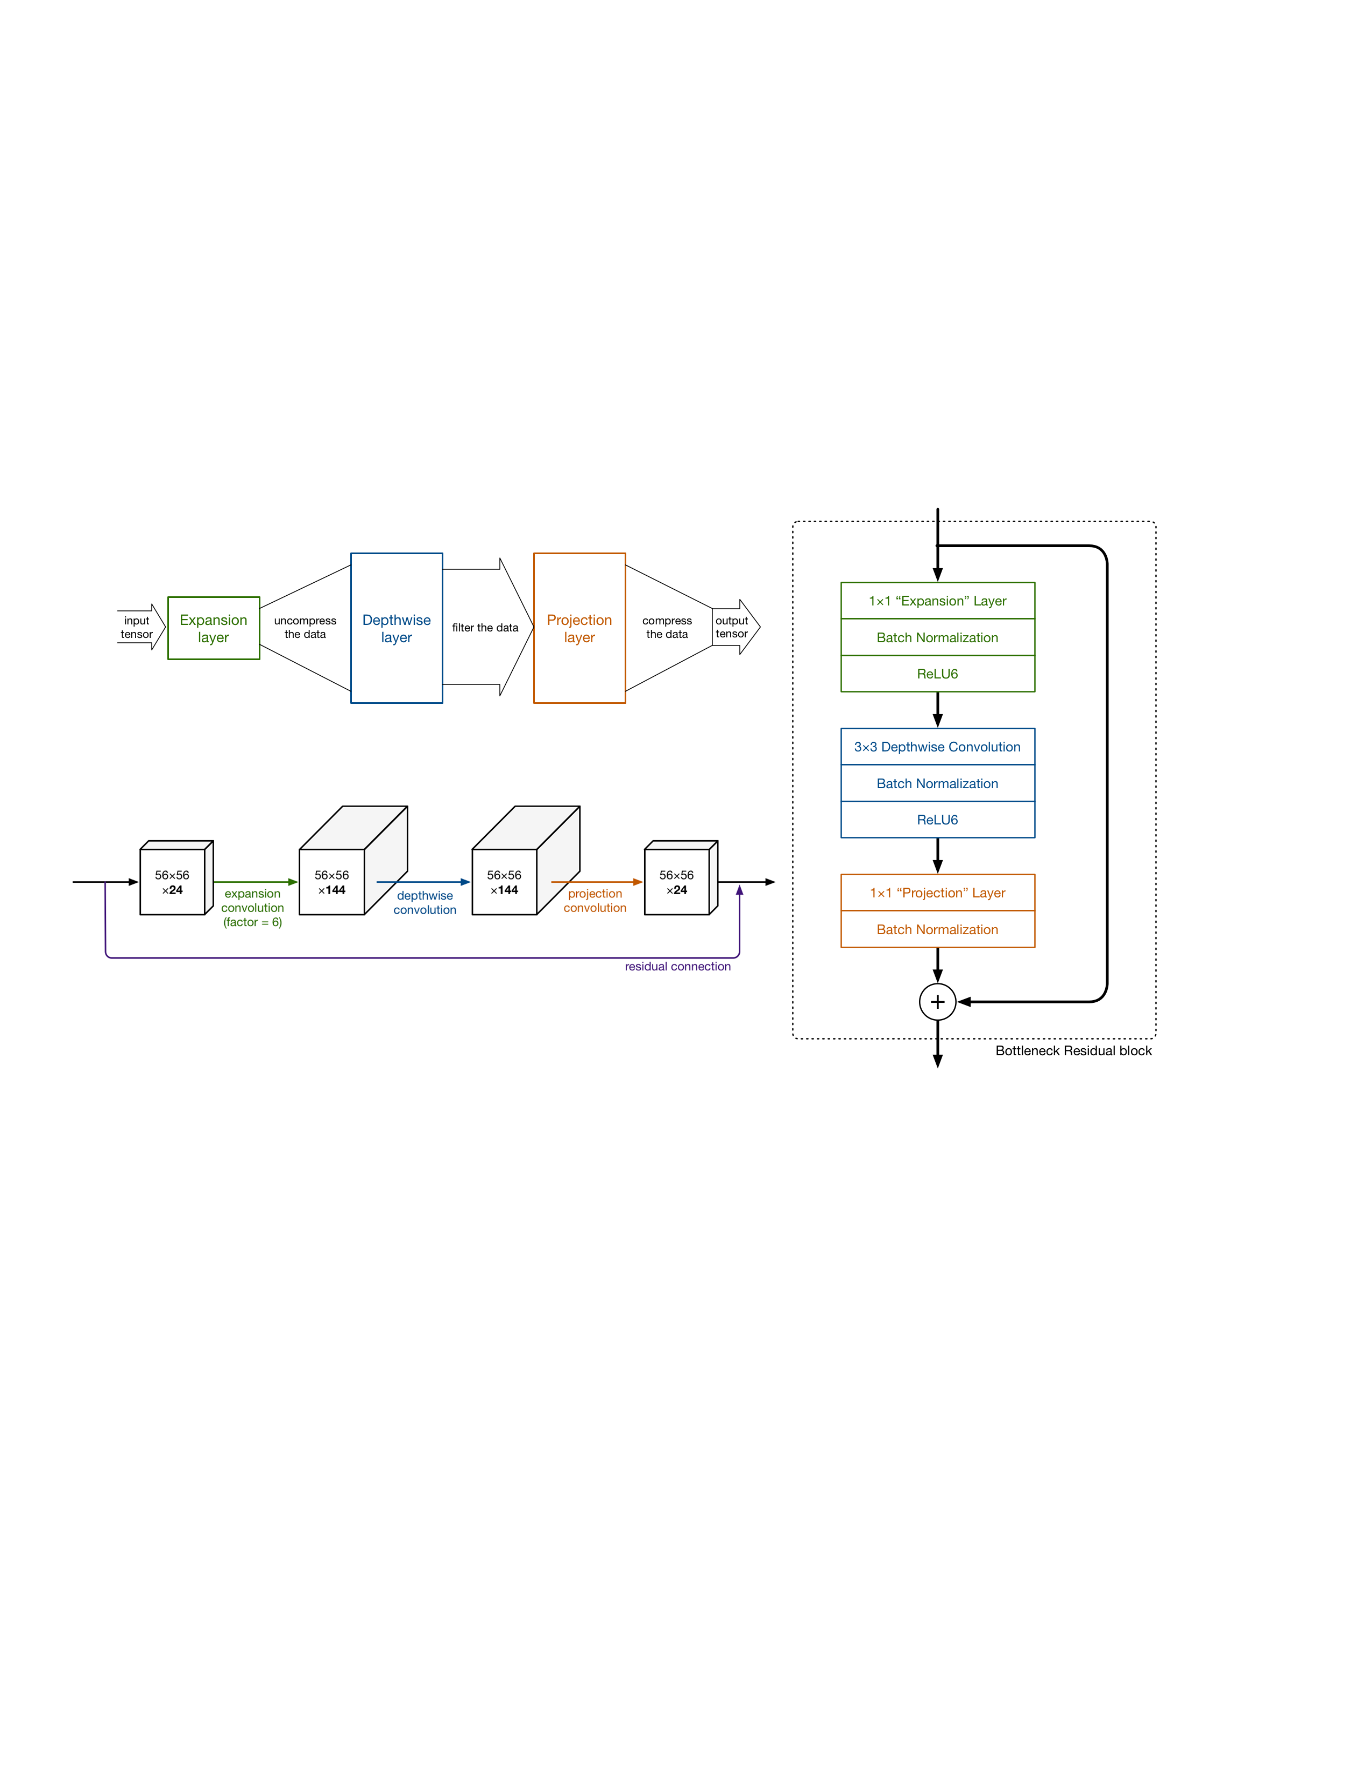 input
tensor
Expansion
layer
uncompress
the data
Depthwise
layer
filter the data
Projection
layer
compress
the data
output
tensor
56×56
×24
expansion
convolution
(factor = 6)
56×56
×144
depthwise
convolution
56×56
×144
projection
convolution
56×56
×24
residual connection
1×1 “Expansion” Layer
Batch Normalization
ReLU6
3×3 Depthwise Convolution
Batch Normalization
ReLU6
1×1 “Projection” Layer
Batch Normalization
+
Bottleneck Residual block